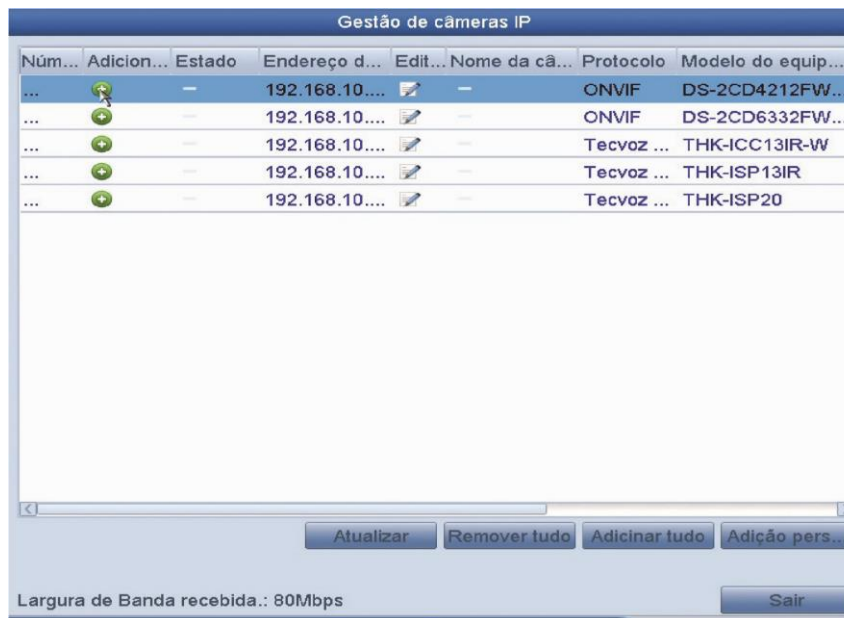 Gestão de câmeras IP
Núm... Adicion... Estado Endereço d... Edit... Nome da câ... Protocolo Modelo do equip...
... – 192.168.10.... – ONVIF DS-2CD4212FW...
... – 192.168.10.... – ONVIF DS-2CD6332FW...
... – 192.168.10.... – Tecvoz ... THK-ICC13IR-W
... – 192.168.10.... – Tecvoz ... THK-ISP13IR
... – 192.168.10.... – Tecvoz ... THK-ISP20
Atualizar Remover tudo Adicinar tudo Adição pers...
Largura de Banda recebida.: 80Mbps Sair